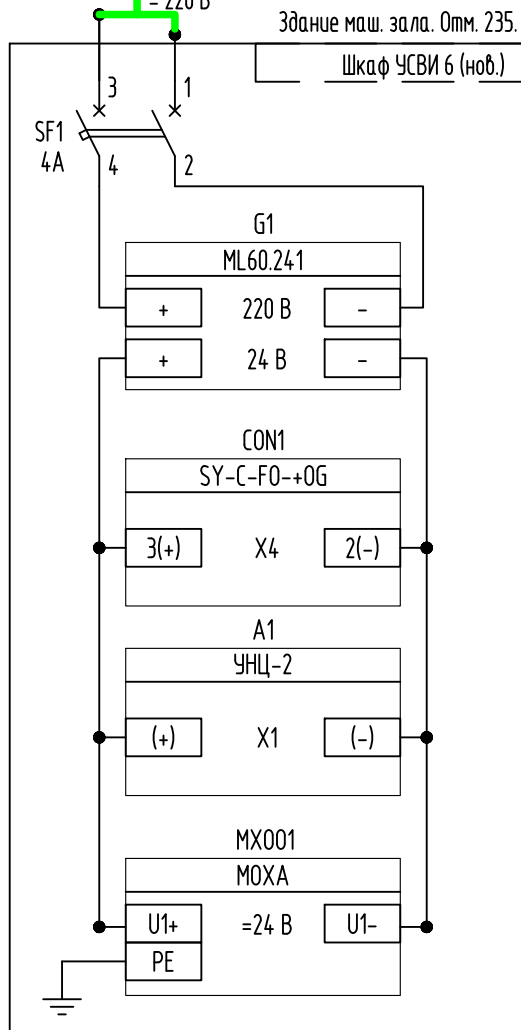 = 220 В
Здание маш. зала. Отм. 235.
Шкаф УСВИ 6 (нов.)
3 1
SF1
4А
4 2
G1
ML60.241
+ 220 В -
+ 24 В -
CON1
SY-C-FO-+OG
3(+) X4 2(-)
A1
УНЦ-2
(+) X1 (-)
MX001
MOXA
U1+ =24 В U1-
PE